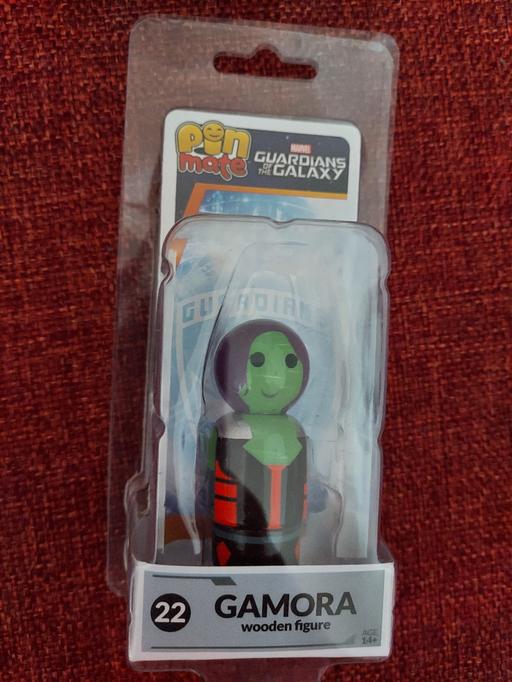 pin
mate
MARVEL
GUARDIANS
OF THE GALAXY
GUARDIAN
22
GAMORA
wooden figure
AGE
14+